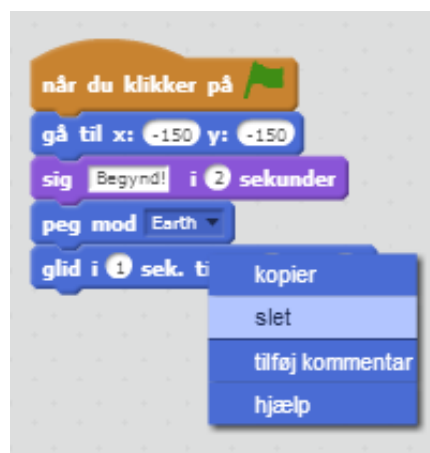 når du klikker på
gå til x: -150 y: -150
sig Begynd! i 2 sekunder
peg mod Earth
glid i 1 sek. ti
kopier
slet
tilføj kommentar
hjælp